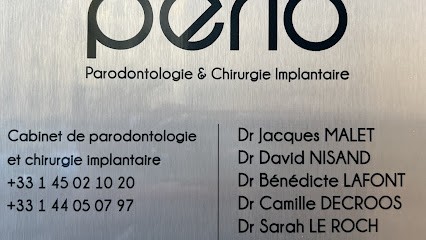 perio
Parodontologie & Chirurgie Implantaire
Cabinet de parodontologie
et chirurgie implantaire
+33 1 45 02 10 20
+33 1 44 05 07 97
Dr Jacques MALET
Dr David NISAND
Dr Bénédicte LAFONT
Dr Camille DECROOS
Dr Sarah LE ROCH